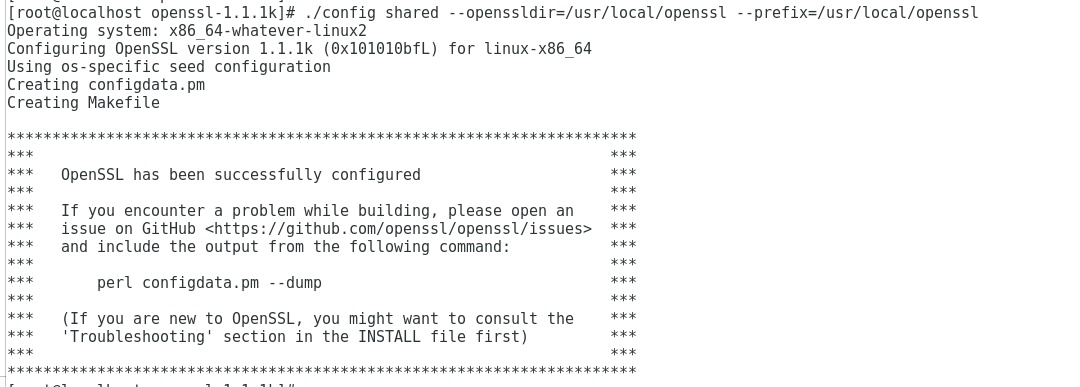 [root@localhost openssl-1.1.1k]# ./config shared --openssldir=/usr/local/openssl --prefix=/usr/local/openssl
Operating system: x86_64-whatever-linux2
Configuring OpenSSL version 1.1.1k (0x101010bfL) for linux-x86_64
Using os-specific seed configuration
Creating configdata.pm
Creating Makefile

**********************************************************************
***                                                                ***
***   OpenSSL has been successfully configured                     ***
***                                                                ***
***   If you encounter a problem while building, please open an    ***
***   issue on GitHub <https://github.com/openssl/openssl/issues>  ***
***   and include the output from the following command:           ***
***                                                                ***
***       perl configdata.pm --dump                                ***
***                                                                ***
***   (If you are new to OpenSSL, you might want to consult the    ***
***   'Troubleshooting' section in the INSTALL file first)         ***
***                                                                ***
**********************************************************************